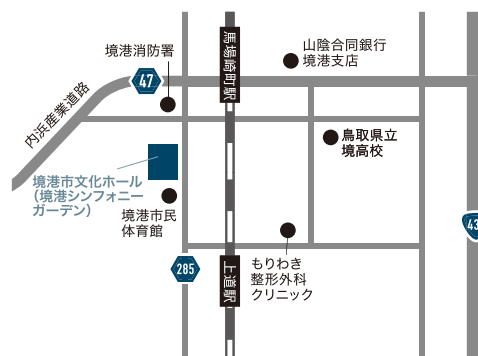 境港消防署
山陰合同銀行
境港支店
馬場崎町駅
47
内浜産業道路
鳥取県立
境高校
境港市文化ホール
(境港シンフォニー
ガーデン)
境港市民
体育館
43
285
上道駅
もりわき
整形外科
クリニック